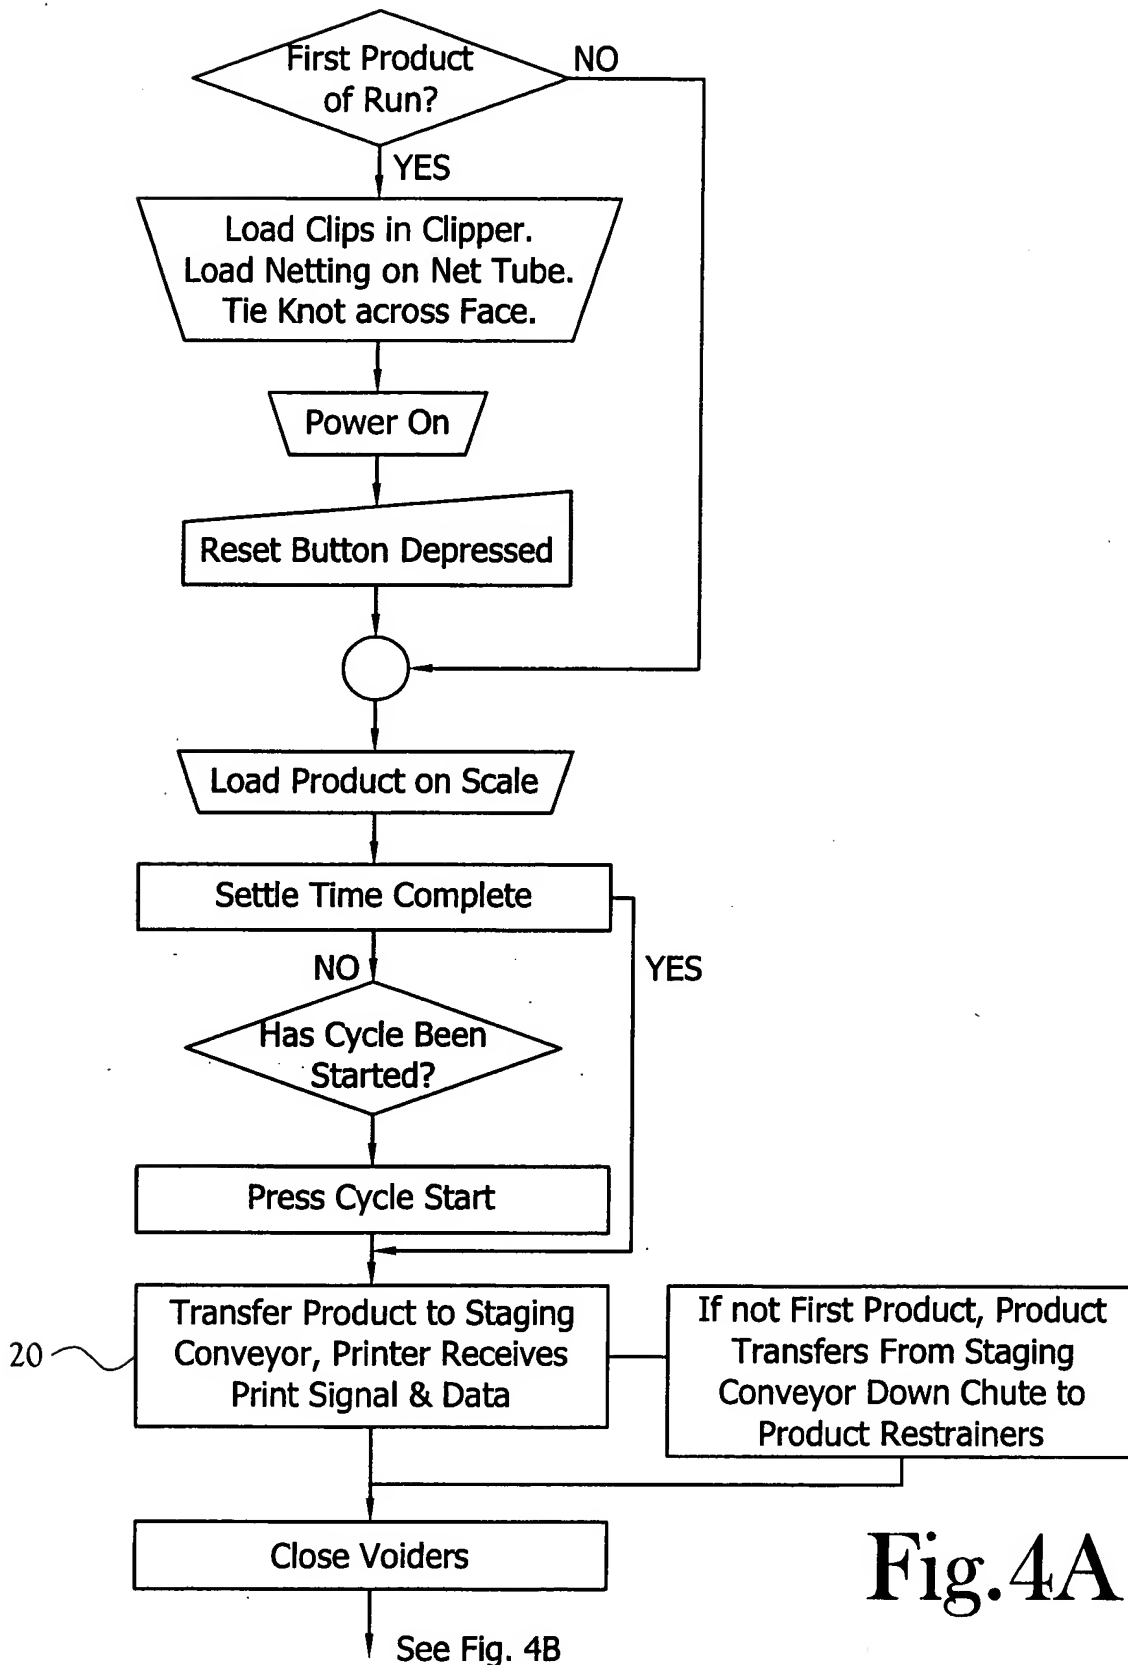 First Product
of Run?
NO
YES
Load Clips in Clipper.
Load Netting on Net Tube.
Tie Knot across Face.
Power On
Reset Button Depressed
Load Product on Scale
Settle Time Complete
NO
YES
Has Cycle Been
Started?
Press Cycle Start
20
Transfer Product to Staging
Conveyor, Printer Receives
Print Signal & Data
If not First Product, Product
Transfers From Staging
Conveyor Down Chute to
Product Restrainers
Close Voiders
Fig.4A
See Fig. 4B